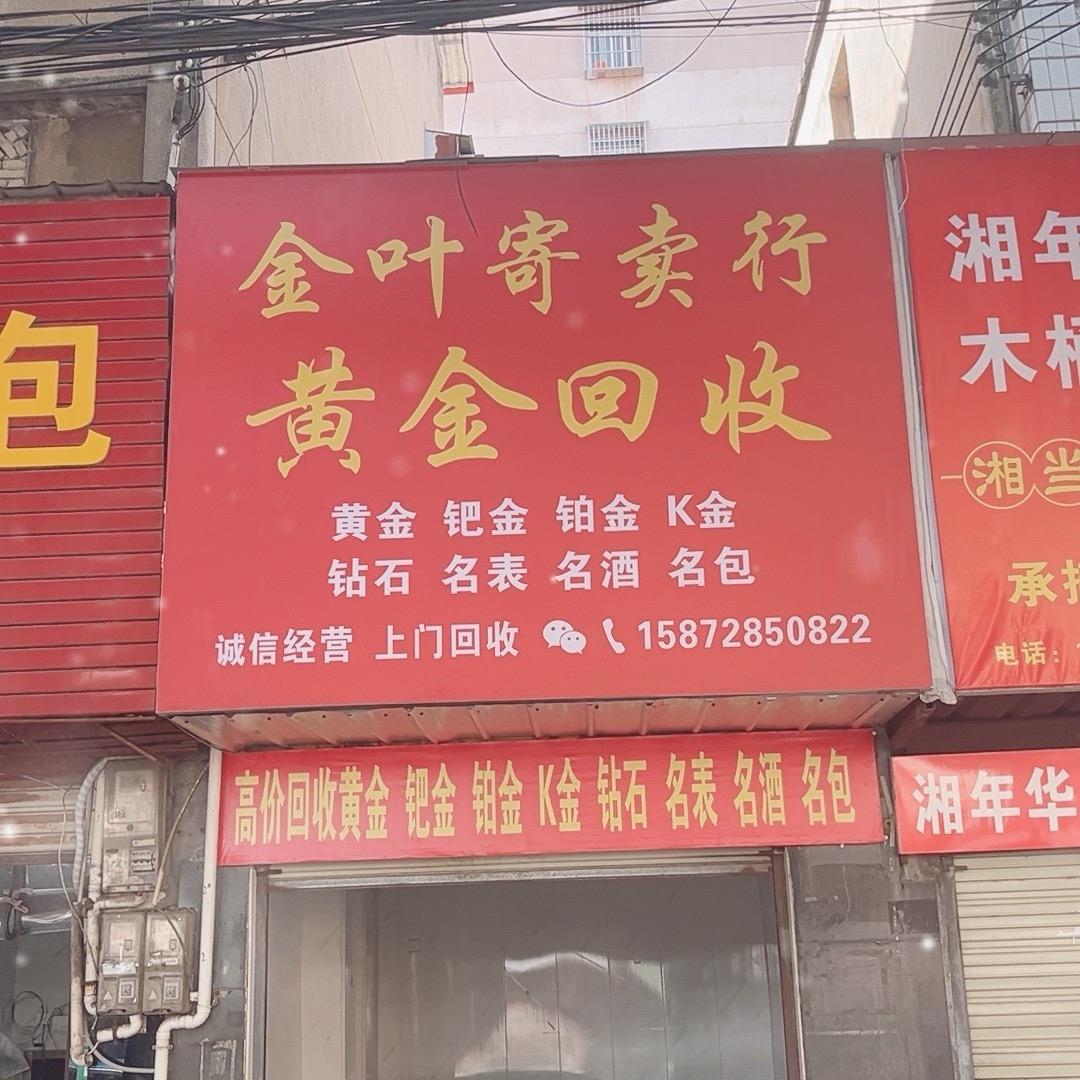 金叶寄卖行
黄金回收
黄金 钯金 铂金 K金
钻石 名表 名酒 名包
诚信经营 上门回收 15872850822
高价回收黄金 钯金 铂金 K金 钻石 名表 名酒 名包
包
湘年
木桶
湘当
承接
电话:
湘年华